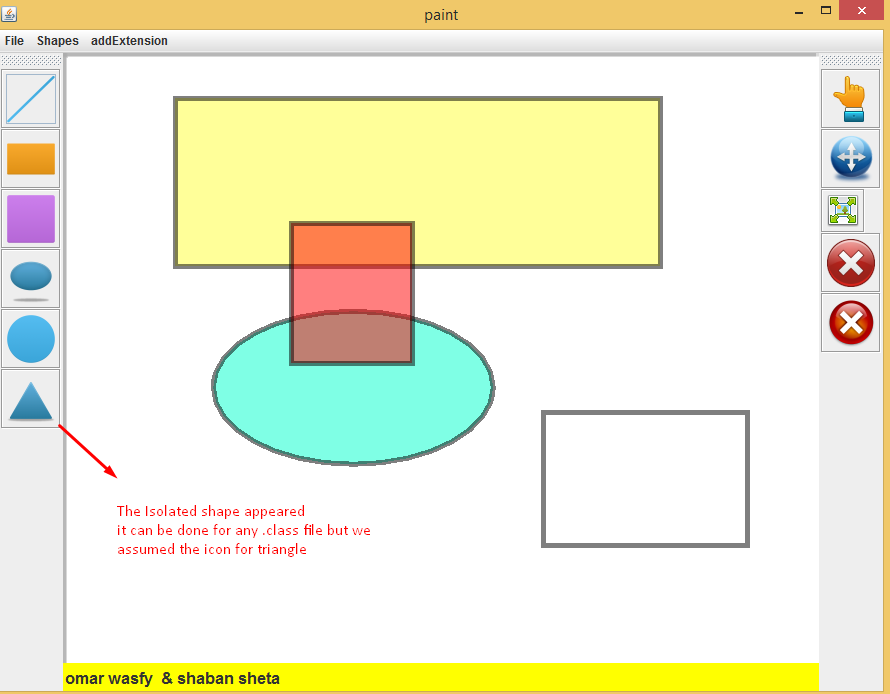 paint
File Shapes addExtension
The Isolated shape appeared
it can be done for any .class file but we
assumed the icon for triangle
omar wasfy & shaban sheta